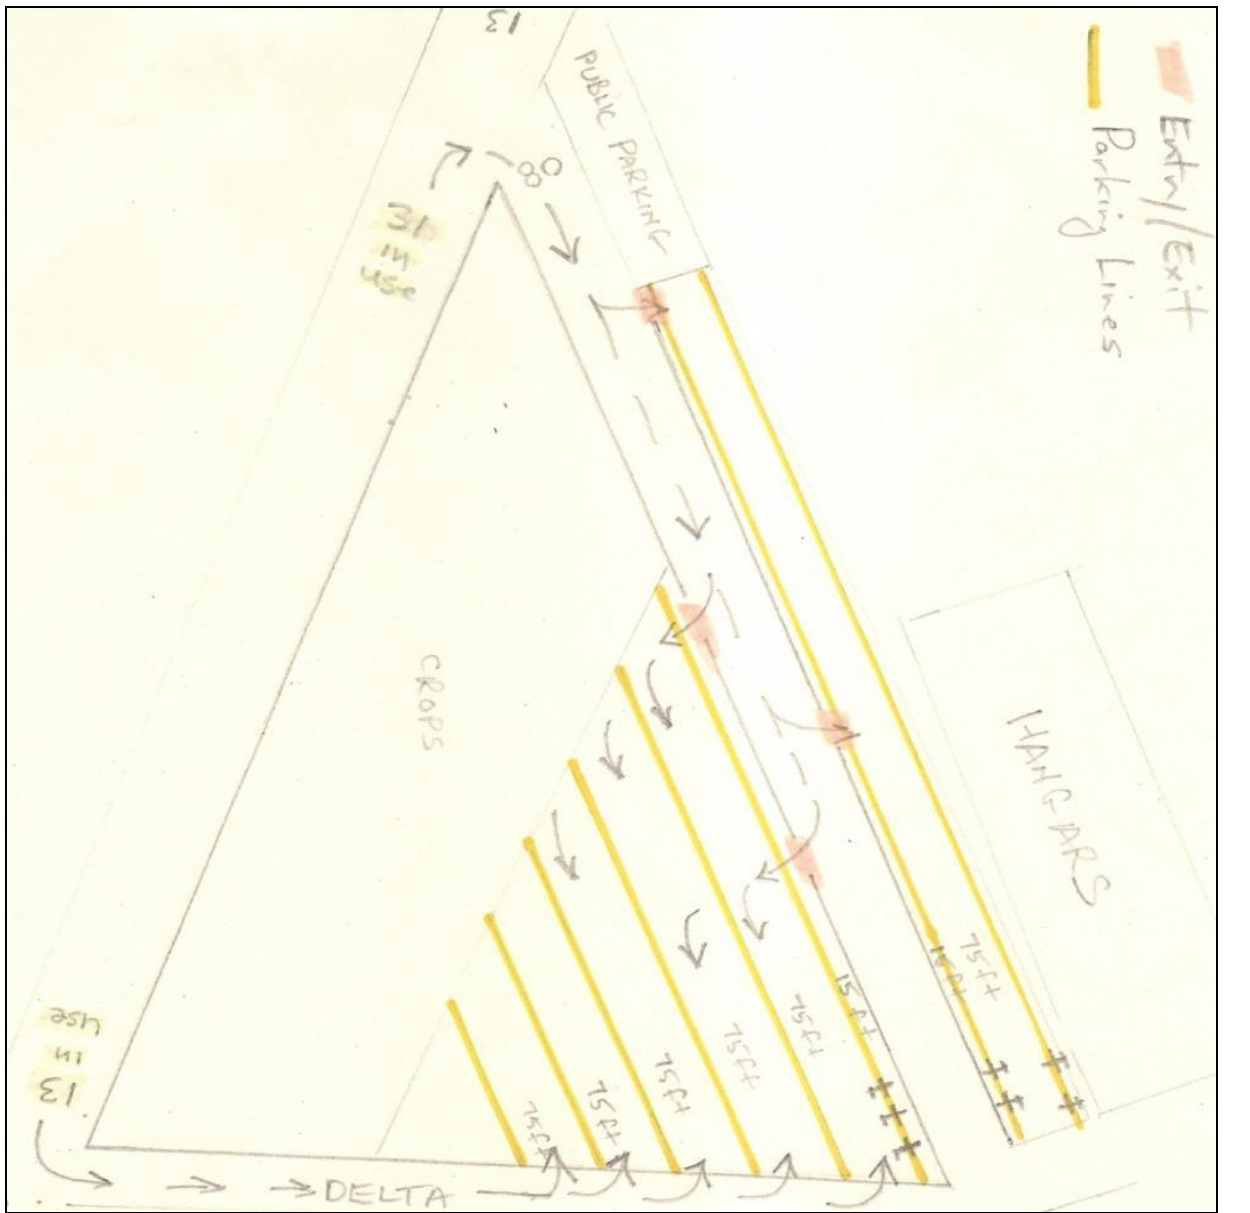 13
PUBLIC PARKING
Entry/Exit
Parking Lines
31
in
use
CROPS
HANGARS
75ft
15ft
15ft
75ft
75ft
75ft
75ft
75ft
13
in
use
DELTA